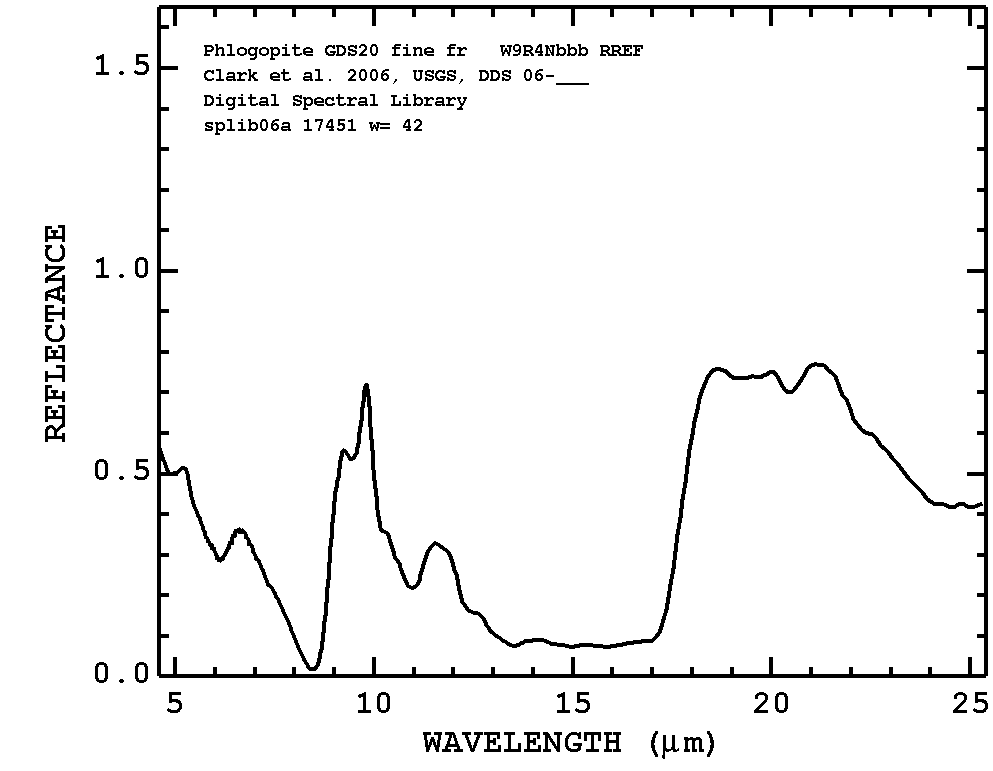 Phlogopite GDS20 fine fr   W9R4Nbbb RREF
Clark et al. 2006, USGS, DDS 06-___
Digital Spectral Library
splib06a 17451 w= 42
1.5
1.0
0.5
0.0
REFLECTANCE
5 10 15 20 25
WAVELENGTH (μm)